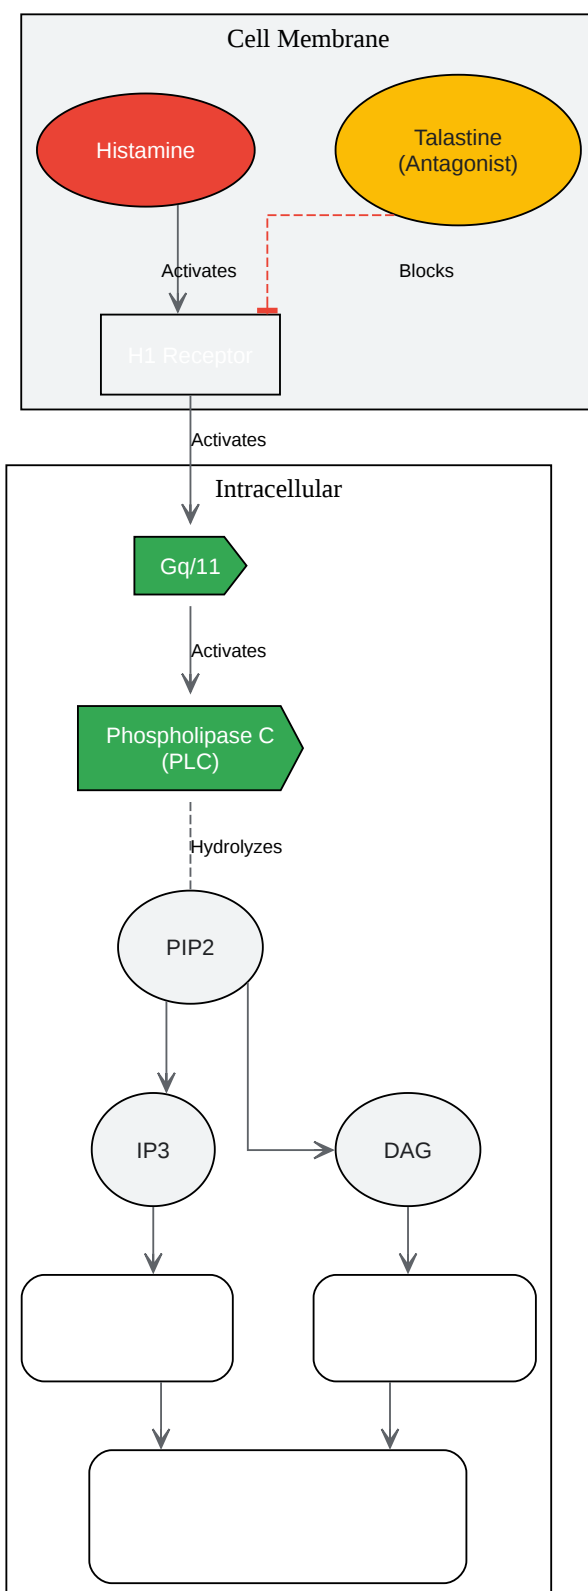 Cell Membrane
Histamine
Talastine
(Antagonist)
Activates
Blocks
H1 Receptor
Activates
Intracellular
Gq/11
Activates
Phospholipase C
(PLC)
Hydrolyzes
PIP2
IP3
DAG